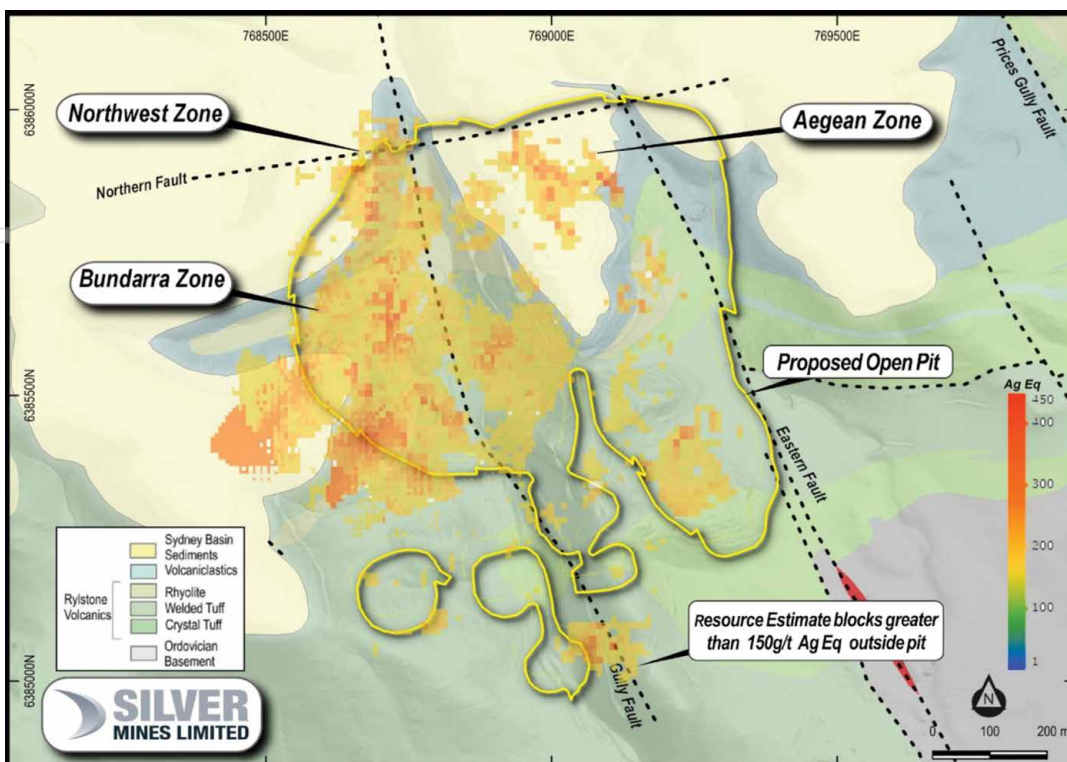 768500E
769000E
769500E
6386000N
6385500N
6385000N
Northwest Zone
Aegean Zone
Bundarra Zone
Northern Fault
Prices Gully Fault
Proposed Open Pit
Eastern Fault
Ag Eq
450
400
300
200
100
1
Resource Estimate blocks greater
than 150g/t Ag Eq outside pit
Gully Fault
Sydney Basin
Sediments
Volcaniclastics
Rylstone
Volcanics
Rhyolite
Welded Tuff
Crystal Tuff
Ordovician
Basement
SILVER
MINES LIMITED
N
0 100 200 m